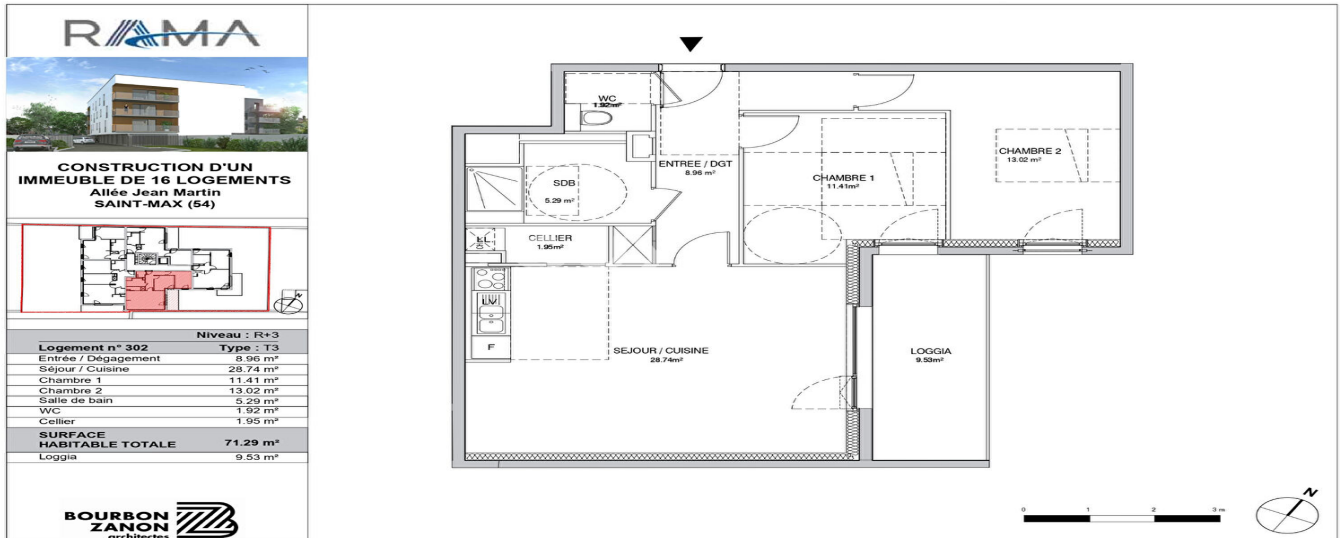 RAMA
CONSTRUCTION D'UN
IMMEUBLE DE 16 LOGEMENTS
Allée Jean Martin
SAINT-MAX (54)
N
Niveau : R+3
Logement n° 302 Type : T3
Entrée / Dégagement 8.96 m²
Séjour / Cuisine 28.74 m²
Chambre 1 11.41 m²
Chambre 2 13.02 m²
Salle de bain 5.29 m²
WC 1.92 m²
Cellier 1.95 m²
SURFACE
HABITABLE TOTALE 71.29 m²
Loggia 9.53 m²
BOURBON
ZANON
architectes
WC
1.92m²
ENTREE / DGT
8.96 m²
CHAMBRE 1
11.41m²
CHAMBRE 2
13.02 m²
SDB
5.29 m²
LL
CELLIER
1.95m²
LV
F
SEJOUR / CUISINE
28.74m²
LOGGIA
9.53m²
0 1 2 3 m
N